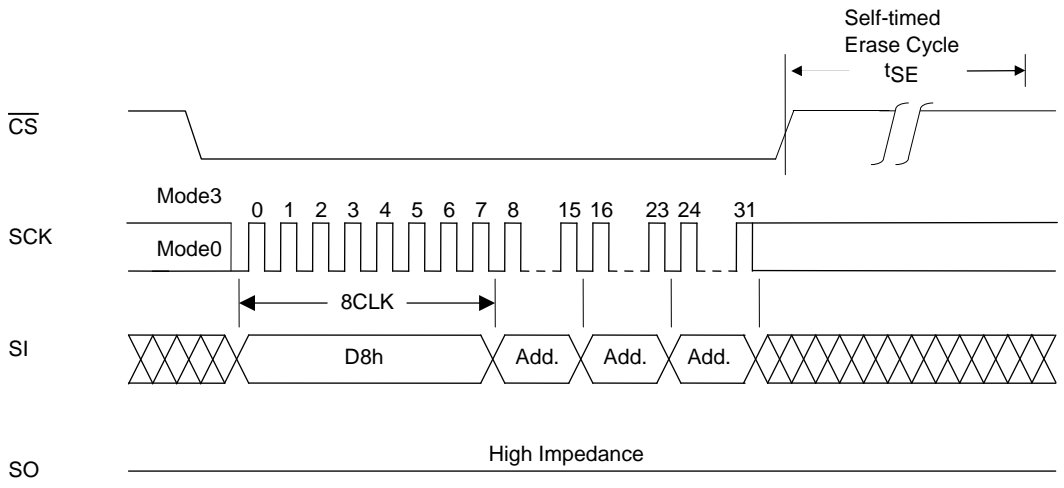 Self-timed
Erase Cycle
tSE
CS
Mode3
0 1 2 3 4 5 6 7 8 15 16 23 24 31
SCK
Mode0
8CLK
SI
D8h Add. Add. Add.
High Impedance
SO